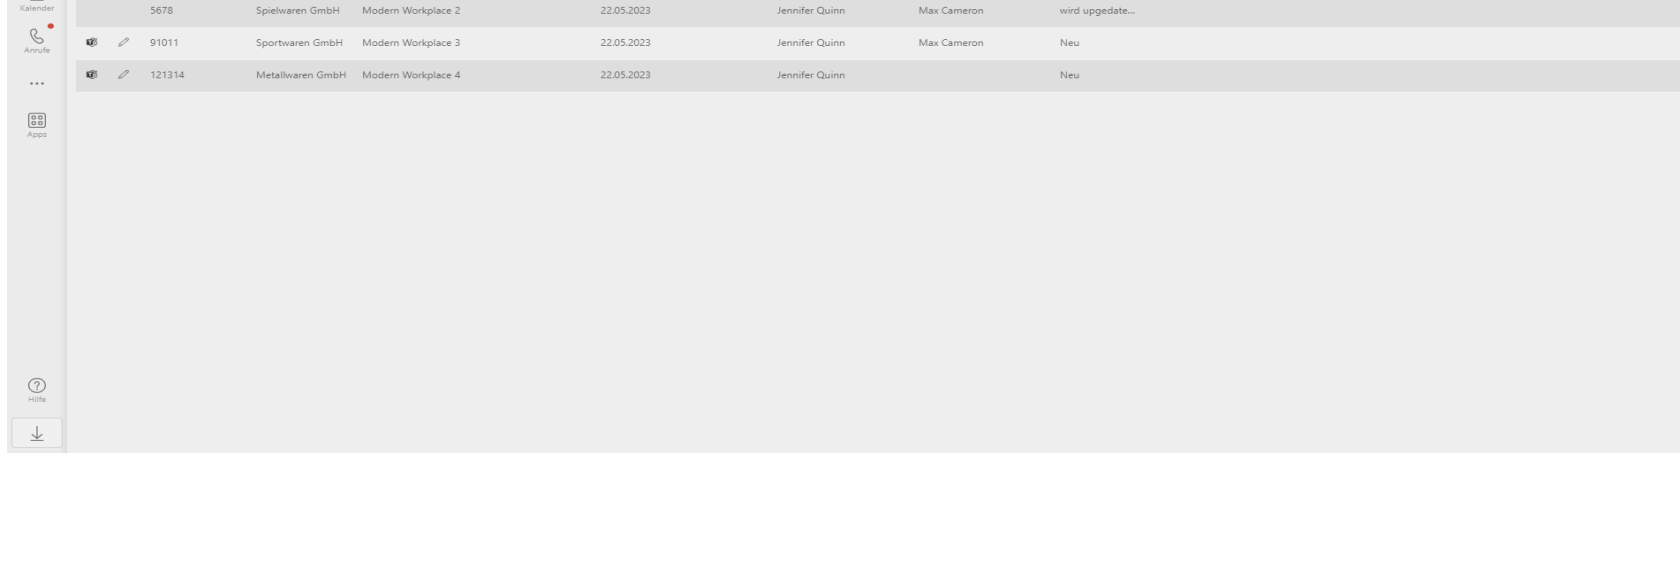 Kalender
5678 Spielwaren GmbH Modern Workplace 2 22.05.2023 Jennifer Quinn Max Cameron wird upgedate...
Anrufe
91011 Sportwaren GmbH Modern Workplace 3 22.05.2023 Jennifer Quinn Max Cameron Neu
121314 Metallwaren GmbH Modern Workplace 4 22.05.2023 Jennifer Quinn Neu
Apps
Hilfe